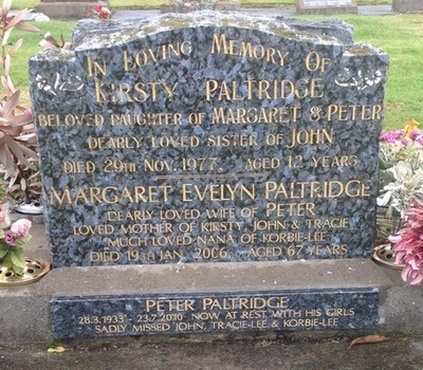 In Loving Memory Of
Kirsty Paltridge
Beloved daughter of Margaret & Peter
Dearly loved sister of John
Died 29th Nov. 1977. Aged 12 years
Margaret Evelyn Paltridge
Dearly loved wife of Peter
Loved mother of Kirsty, John & Tracie
Much loved Nana of Korbie-Lee
Died 19th Jan. 2006. Aged 67 years
Peter Paltridge
28.3.1933 - 23.7.2020 Now at rest with his girls
Sadly missed John, Tracie-Lee & Korbie-Lee